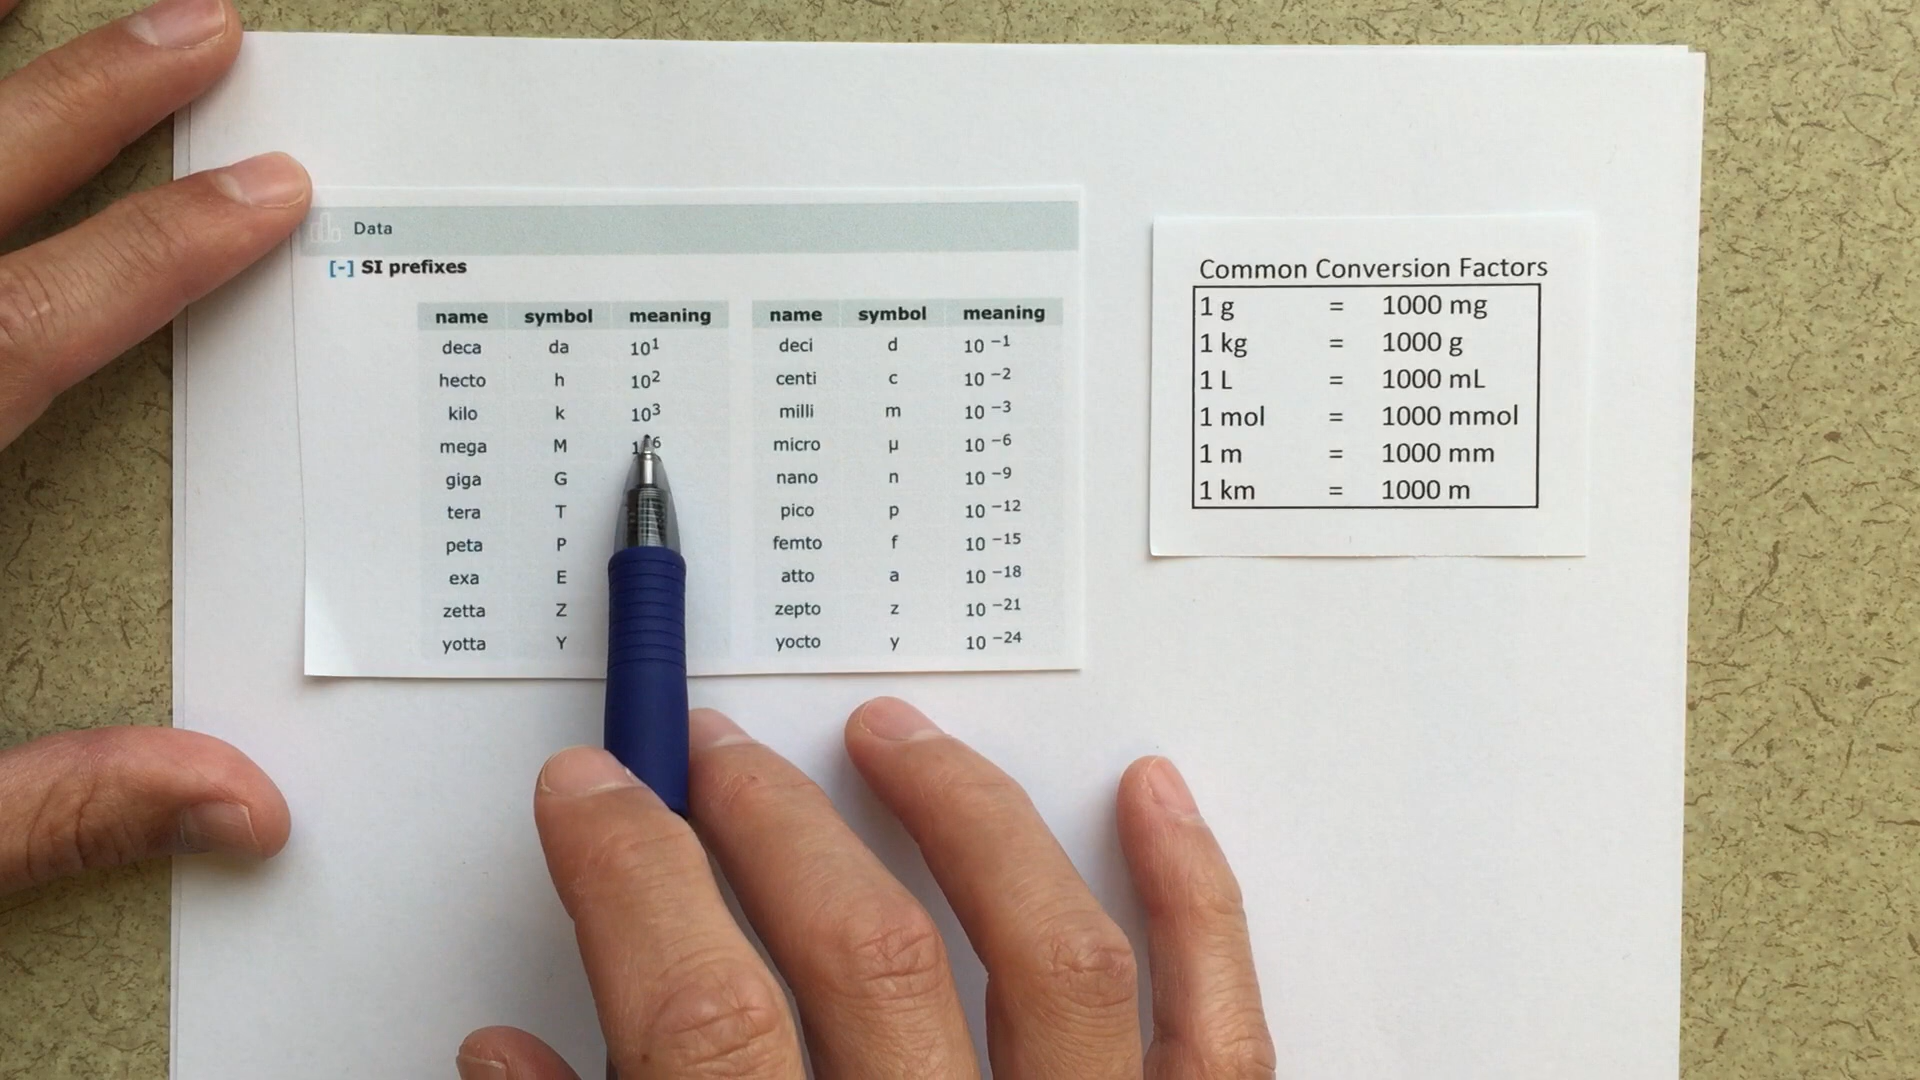 Data
[-] SI prefixes
name symbol meaning name symbol meaning
deca da 10¹ deci d 10 ⁻¹
hecto h 10² centi c 10 ⁻²
kilo k 10³ milli m 10 ⁻³
mega M micro µ 10 ⁻⁶
giga G nano n 10 ⁻⁹
tera T pico p 10 ⁻¹²
peta P femto f 10 ⁻¹⁵
exa E atto a 10 ⁻¹⁸
zetta Z zepto z 10 ⁻²¹
yotta Y yocto y 10 ⁻²⁴
Common Conversion Factors
1 g = 1000 mg
1 kg = 1000 g
1 L = 1000 mL
1 mol = 1000 mmol
1 m = 1000 mm
1 km = 1000 m